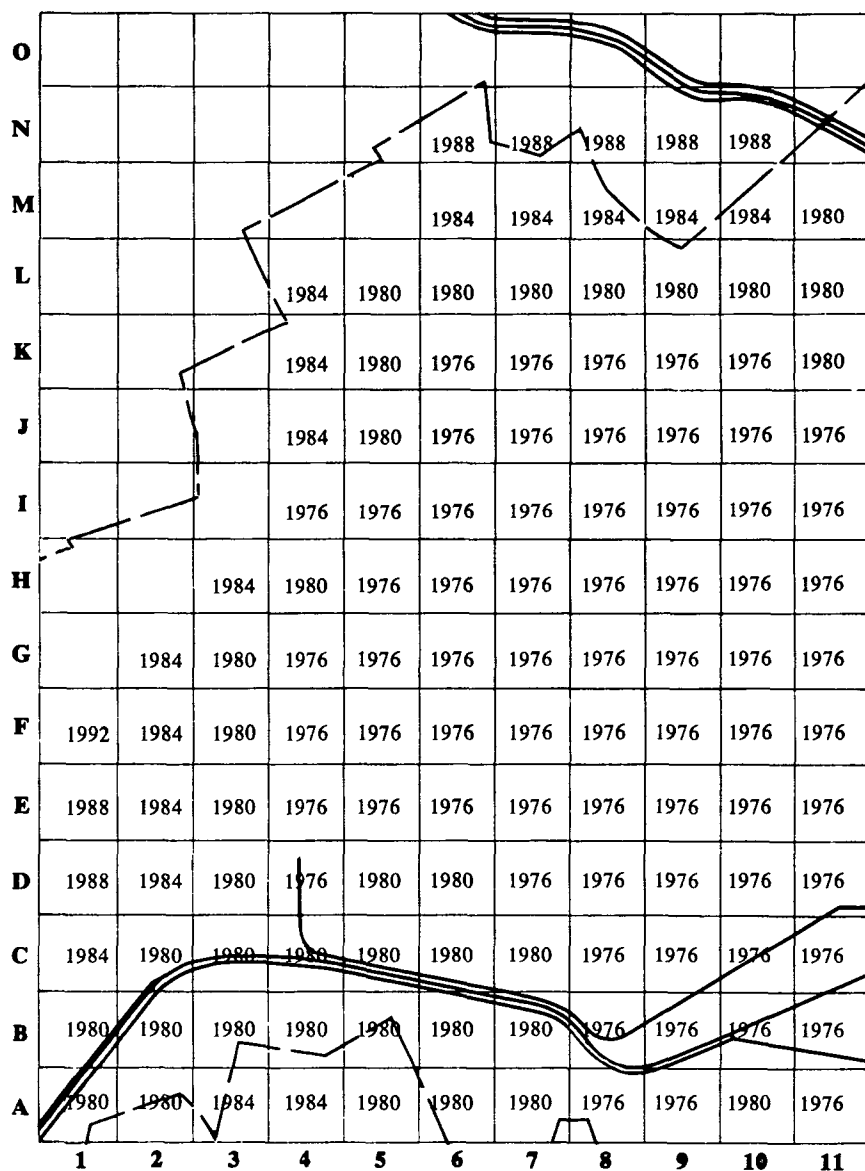 O
N 1988 1988 1988 1988 1988
M 1984 1984 1984 1984 1984 1980
L 1984 1980 1980 1980 1980 1980 1980 1980
K 1984 1980 1976 1976 1976 1976 1976 1980
J 1984 1980 1976 1976 1976 1976 1976 1976
I 1976 1976 1976 1976 1976 1976 1976 1976
H 1984 1980 1976 1976 1976 1976 1976 1976 1976
G 1984 1980 1976 1976 1976 1976 1976 1976 1976 1976
F 1992 1984 1980 1976 1976 1976 1976 1976 1976 1976 1976
E 1988 1984 1980 1976 1976 1976 1976 1976 1976 1976 1976
D 1988 1984 1980 1976 1980 1980 1976 1976 1976 1976 1976
C 1984 1980 1980 1980 1980 1980 1980 1976 1976 1976 1976
B 1980 1980 1980 1980 1980 1980 1980 1976 1976 1976 1976
A 1980 1980 1984 1984 1980 1980 1980 1976 1976 1980 1976
1 2 3 4 5 6 7 8 9 10 11